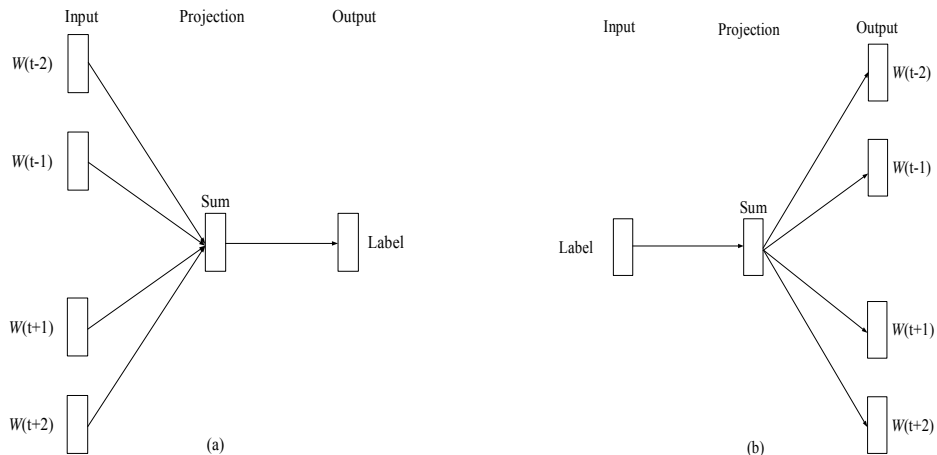 Input
Projection
Output
W(t-2)
W(t-1)
Sum
Label
W(t+1)
W(t+2)
(a)
Input
Projection
Output
W(t-2)
W(t-1)
Sum
Label
W(t+1)
W(t+2)
(b)